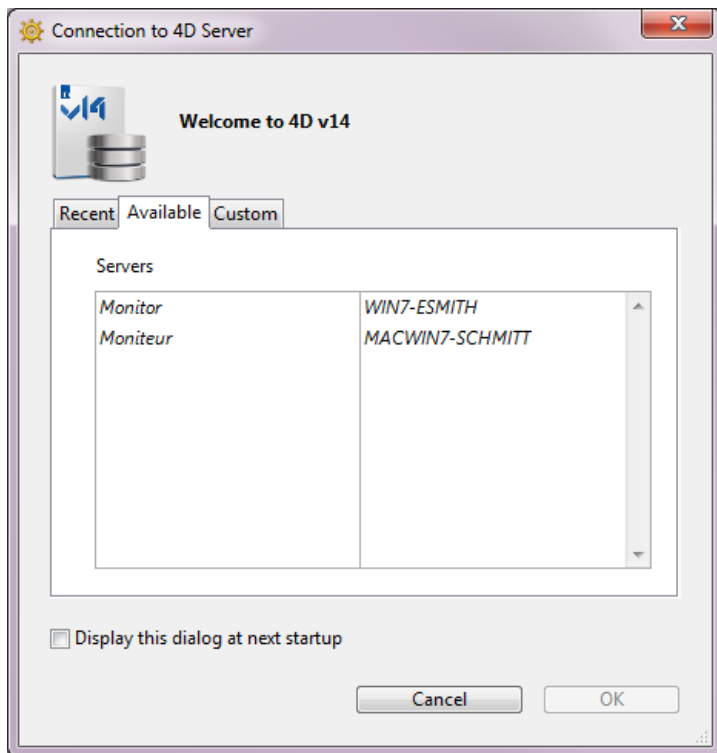 Connection to 4D Server
v14
Welcome to 4D v14
Recent Available Custom
Servers
Monitor WIN7-ESMITH
Moniteur MACWIN7-SCHMITT
Display this dialog at next startup
Cancel OK